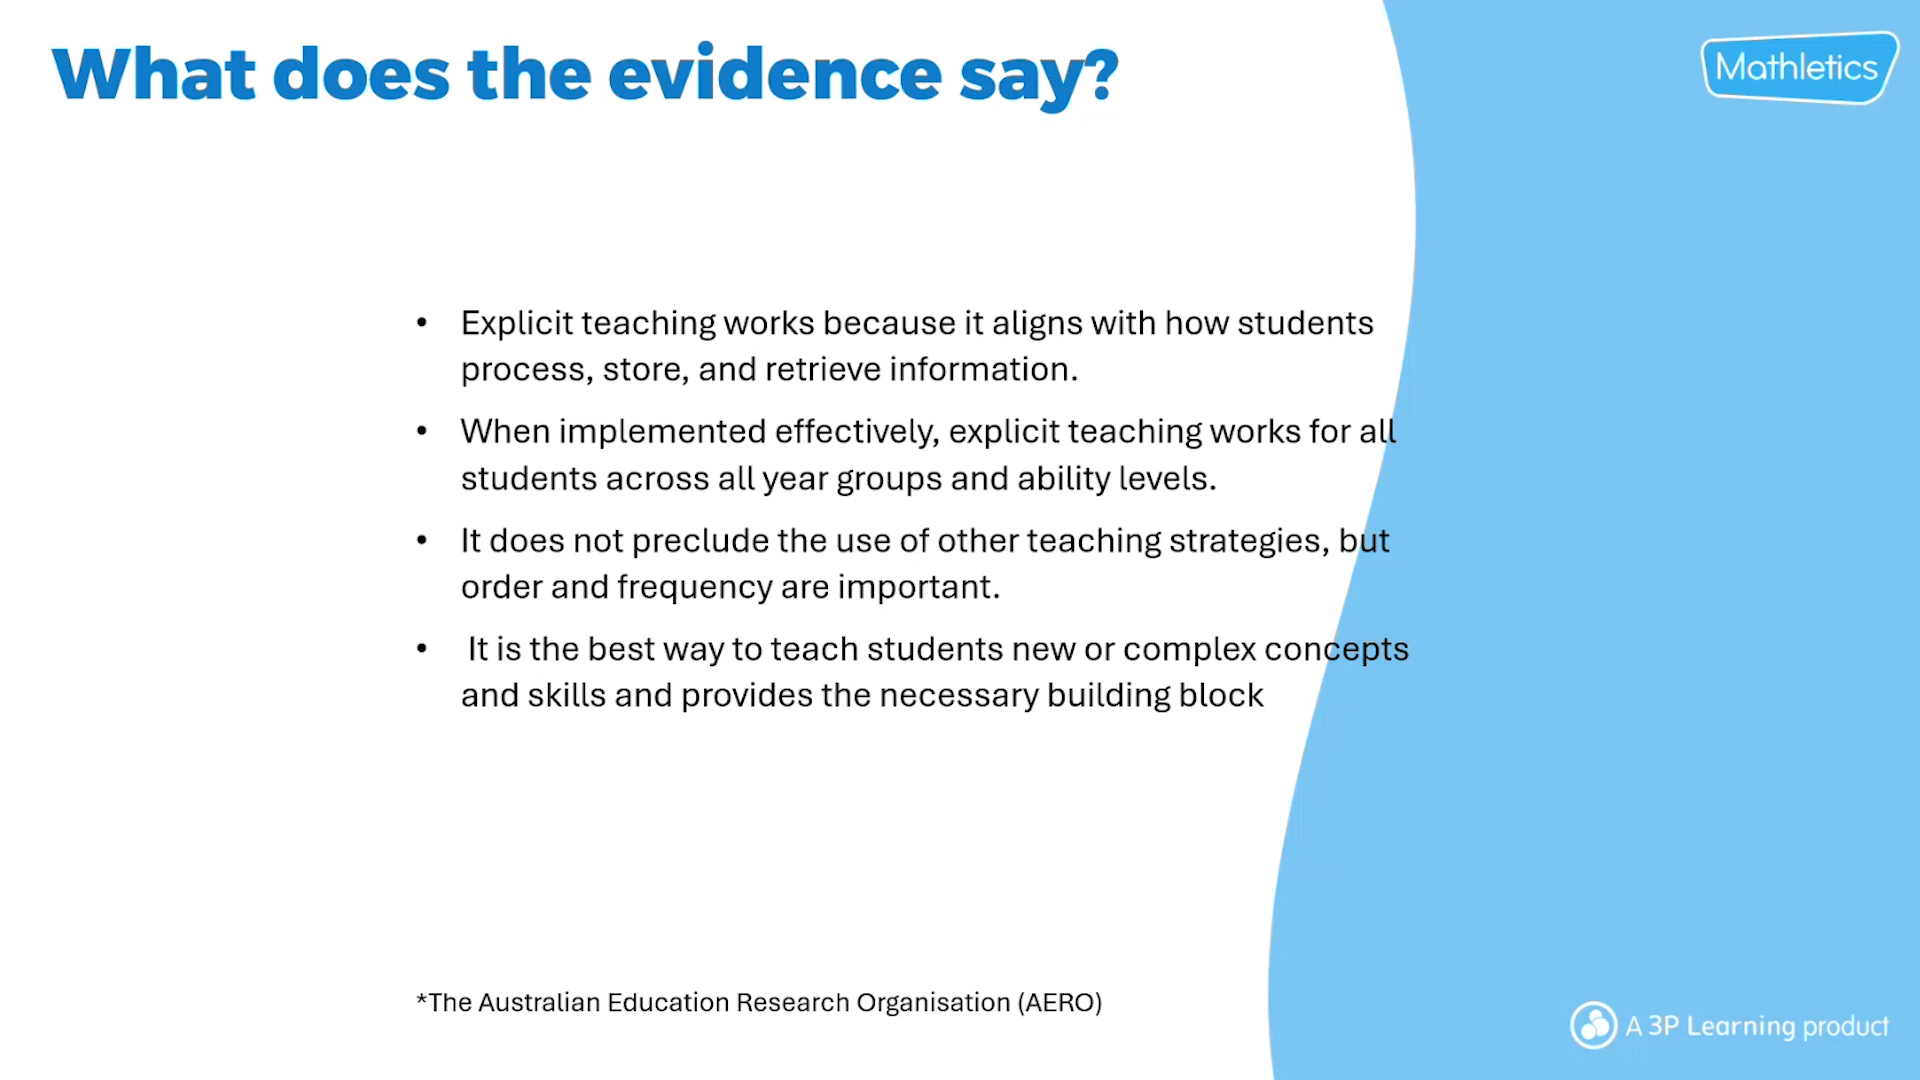 What does the evidence say?
Mathletics
• Explicit teaching works because it aligns with how students
process, store, and retrieve information.
• When implemented effectively, explicit teaching works for all
students across all year groups and ability levels.
• It does not preclude the use of other teaching strategies, but
order and frequency are important.
• It is the best way to teach students new or complex concepts
and skills and provides the necessary building block
*The Australian Education Research Organisation (AERO)
A 3P Learning product